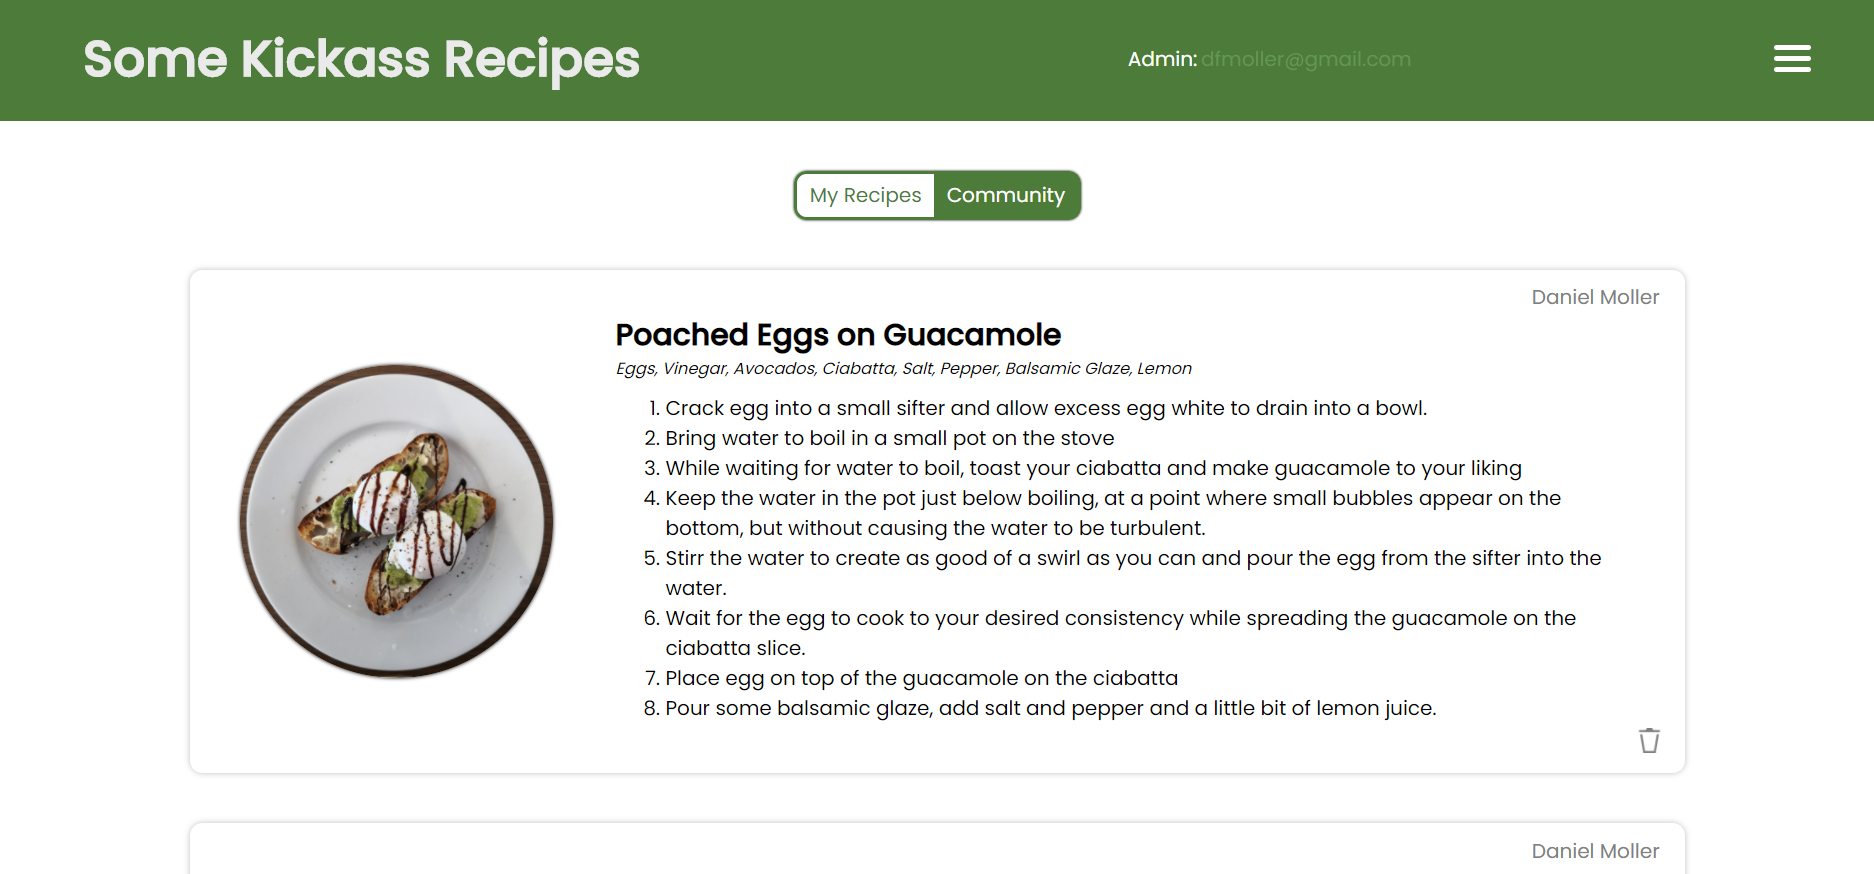 Some Kickass Recipes
Admin: dfmoller@gmail.com
My Recipes
Community
Daniel Moller
Poached Eggs on Guacamole
Eggs, Vinegar, Avocados, Ciabatta, Salt, Pepper, Balsamic Glaze, Lemon
1. Crack egg into a small sifter and allow excess egg white to drain into a bowl.
2. Bring water to boil in a small pot on the stove
3. While waiting for water to boil, toast your ciabatta and make guacamole to your liking
4. Keep the water in the pot just below boiling, at a point where small bubbles appear on the
bottom, but without causing the water to be turbulent.
5. Stirr the water to create as good of a swirl as you can and pour the egg from the sifter into the
water.
6. Wait for the egg to cook to your desired consistency while spreading the guacamole on the
ciabatta slice.
7. Place egg on top of the guacamole on the ciabatta
8. Pour some balsamic glaze, add salt and pepper and a little bit of lemon juice.
Daniel Moller